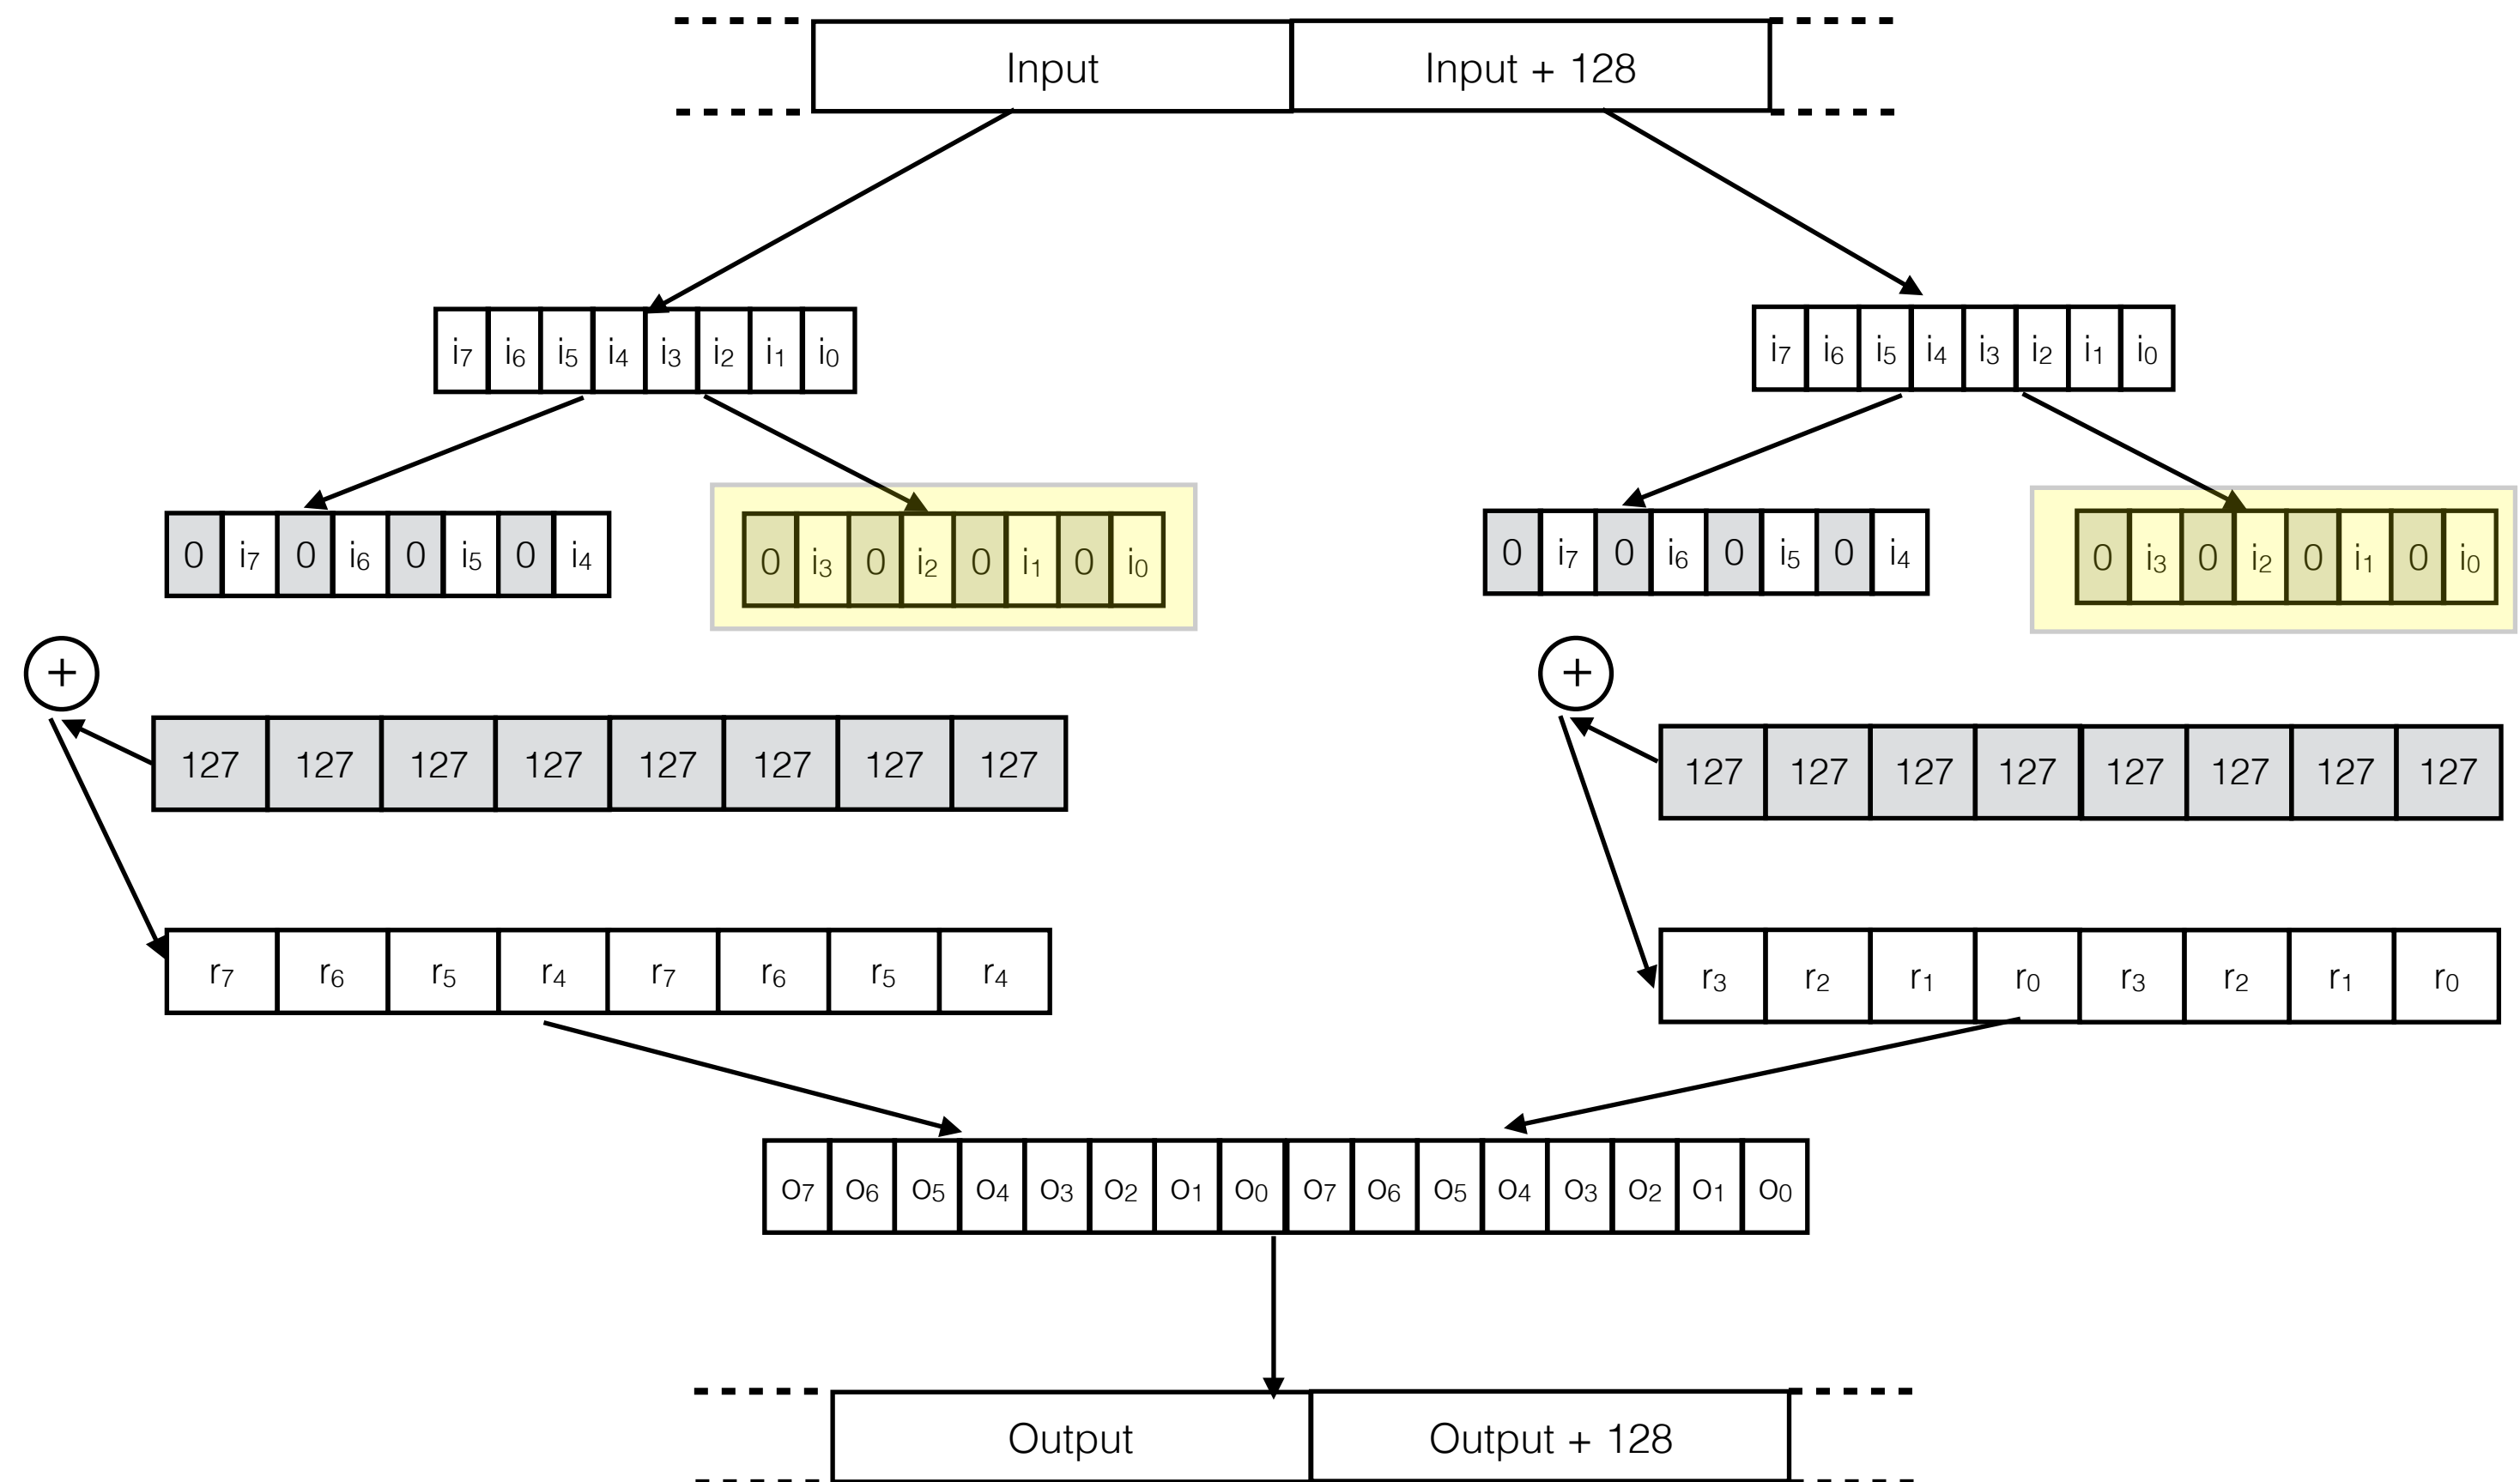 Input Input + 128
i₇ i₆ i₅ i₄ i₃ i₂ i₁ i₀ i₇ i₆ i₅ i₄ i₃ i₂ i₁ i₀
0 i₇ 0 i₆ 0 i₅ 0 i₄ 0 i₃ 0 i₂ 0 i₁ 0 i₀ 0 i₇ 0 i₆ 0 i₅ 0 i₄ 0 i₃ 0 i₂ 0 i₁ 0 i₀
+ +
127 127 127 127 127 127 127 127 127 127 127 127 127 127 127 127
r₇ r₆ r₅ r₄ r₇ r₆ r₅ r₄ r₃ r₂ r₁ r₀ r₃ r₂ r₁ r₀
o₇ o₆ o₅ o₄ o₃ o₂ o₁ o₀ o₇ o₆ o₅ o₄ o₃ o₂ o₁ o₀
Output Output + 128